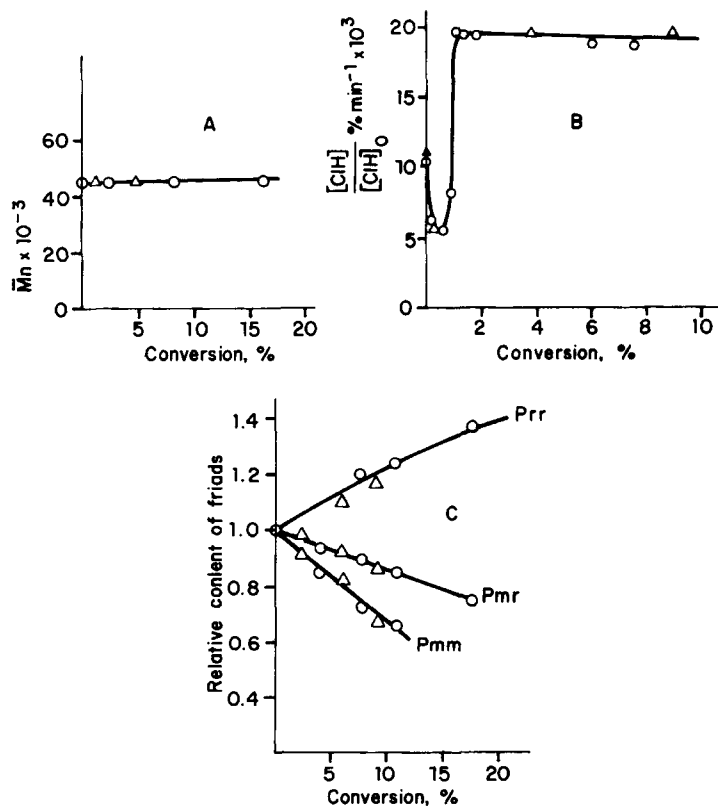 A
60
40
20
0
M̄n x 10⁻³
5 10 15 20
Conversion, %
B
20
15
10
5
0
[ClH] / [ClH]₀ % min⁻¹ × 10³
2 4 6 8 10
Conversion, %
C
1.4
1.2
1.0
0.8
0.6
0.4
Relative content of friads
Prr
Pmr
Pmm
5 10 15 20
Conversion, %